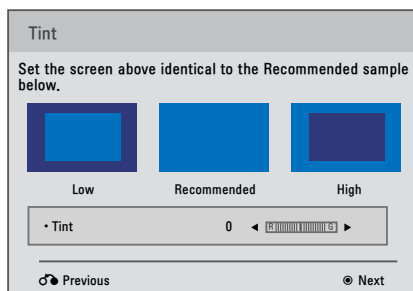 Tint
Set the screen above identical to the Recommended sample
below.
Low Recommended High
• Tint 0 ◄ R G ►
Previous ◉ Next